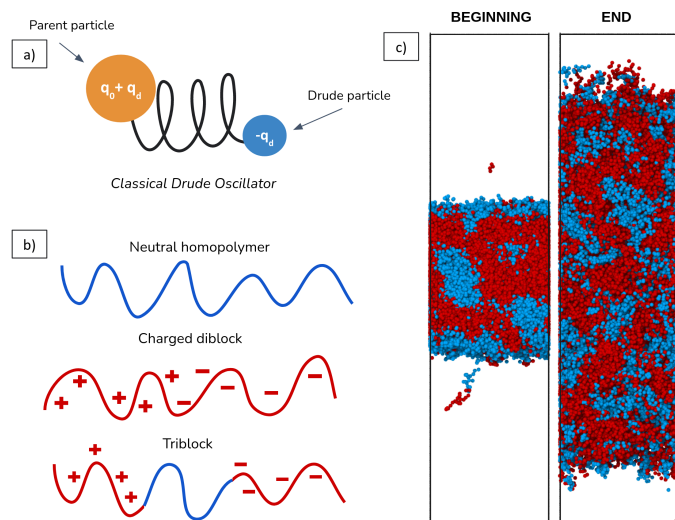 a)
Parent particle
q0+ qd
Drude particle
-qd
Classical Drude Oscillator
b)
Neutral homopolymer
Charged diblock
+ + + + + − − − − −
Triblock
+ + + + − − − −
c)
BEGINNING
END